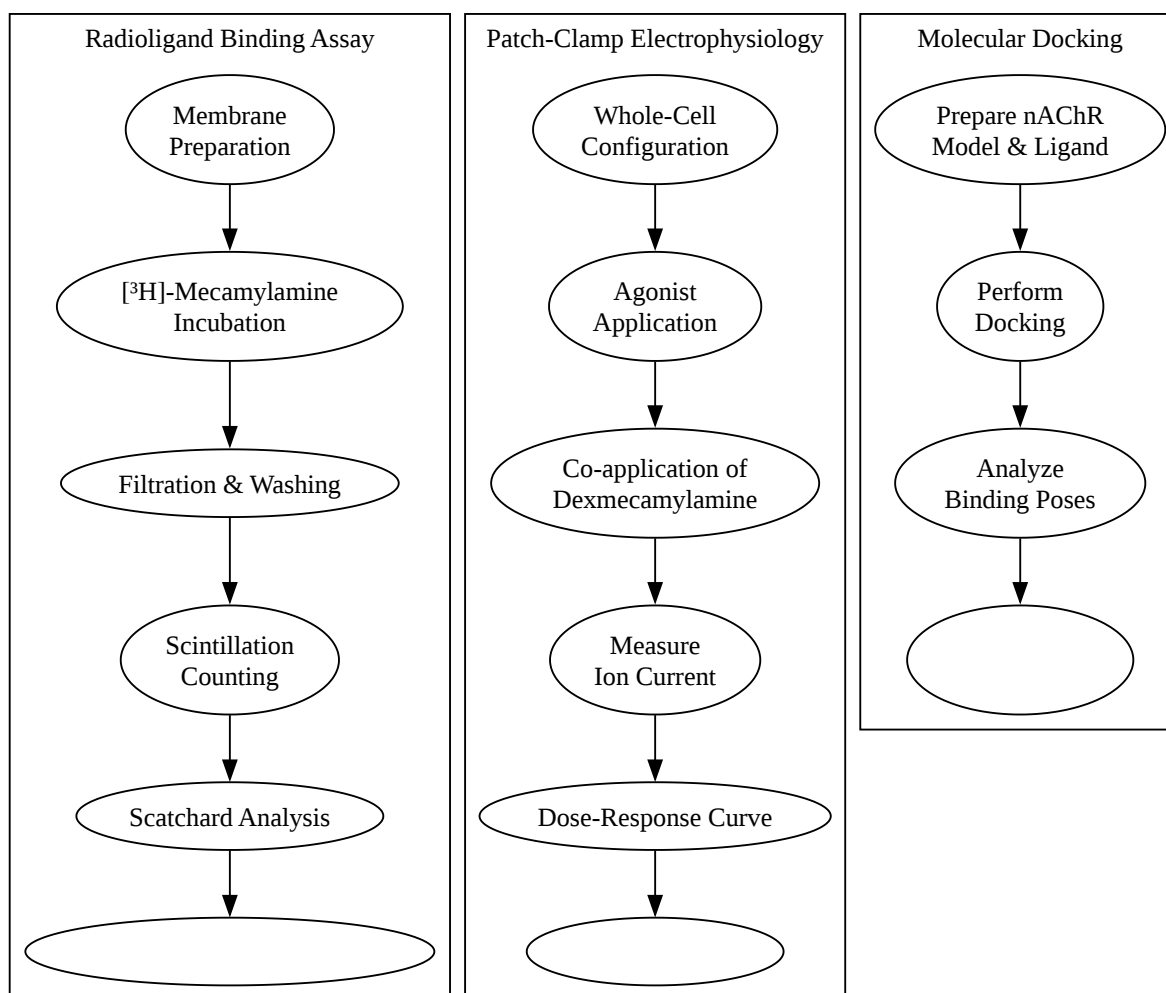 Radioligand Binding Assay
Membrane
Preparation
[³H]-Mecamylamine
Incubation
Filtration & Washing
Scintillation
Counting
Scatchard Analysis
Patch-Clamp Electrophysiology
Whole-Cell
Configuration
Agonist
Application
Co-application of
Dexmecamylamine
Measure
Ion Current
Dose-Response Curve
Molecular Docking
Prepare nAChR
Model & Ligand
Perform
Docking
Analyze
Binding Poses